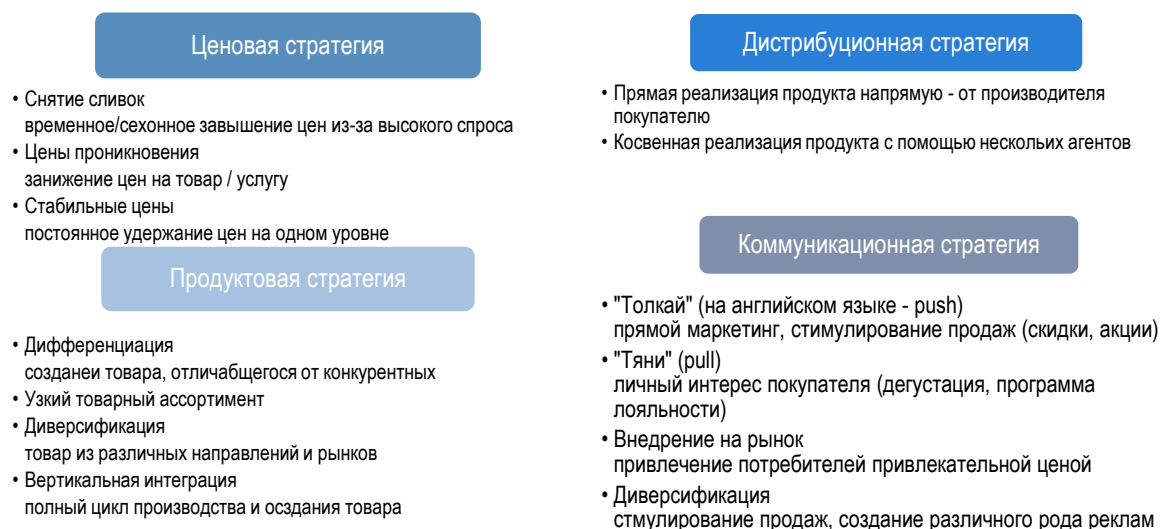 Ценовая стратегия
• Снятие сливок
временное/сехонное завышение цен из-за высокого спроса
• Цены проникновения
занижение цен на товар / услугу
• Стабильные цены
постоянное удержание цен на одном уровне
Продуктовая стратегия
• Дифференциация
созданеи товара, отличабщегося от конкурентных
• Узкий товарный ассортимент
• Диверсификация
товар из различных направлений и рынков
• Вертикальная интеграция
полный цикл производства и осздания товара
Дистрибуционная стратегия
• Прямая реализация продукта напрямую - от производителя
покупателю
• Косвенная реализация продукта с помощью нескольих агентов
Коммуникационная стратегия
• "Толкай" (на английском языке - push)
прямой маркетинг, стимулирование продаж (скидки, акции)
• "Тяни" (pull)
личный интерес покупателя (дегустация, программа
лояльности)
• Внедрение на рынок
привлечение потребителей привлекательной ценой
• Диверсификация
стмулирование продаж, создание различного рода реклам